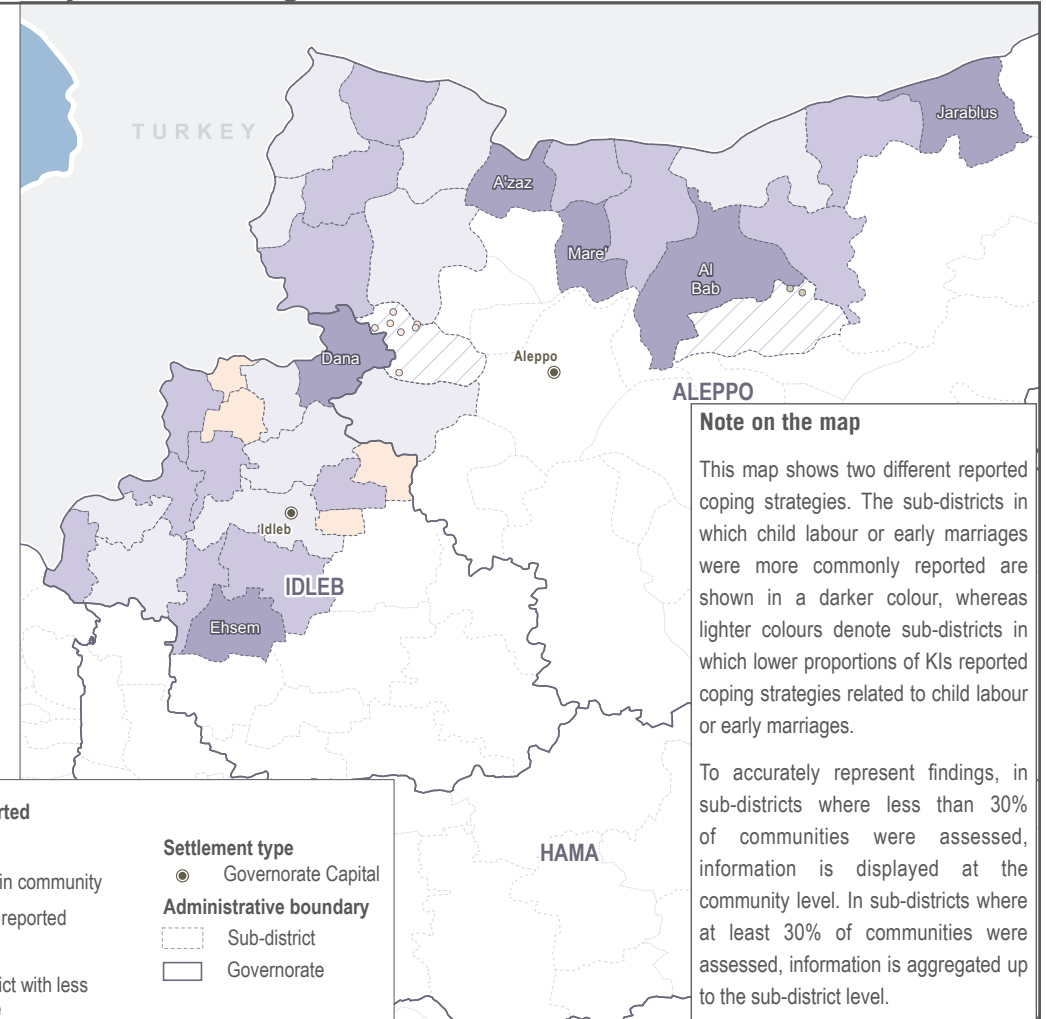 TURKEY
Jarablus
A'zaz
Mare'
Al
Bab
Dana
Aleppo
ALEPPO
Idleb
IDLEB
Ehsem
HAMA
Note on the map
This map shows two different reported
coping strategies. The sub-districts in
which child labour or early marriages
were more commonly reported are
shown in a darker colour, whereas
lighter colours denote sub-districts in
which lower proportions of KIs reported
coping strategies related to child labour
or early marriages.
To accurately represent findings, in
sub-districts where less than 30%
of communities were assessed,
information is displayed at the
community level. In sub-districts where
at least 30% of communities were
assessed, information is aggregated up
to the sub-district level.
in community
reported
with less
Settlement type
Governorate Capital
Administrative boundary
Sub-district
Governorate